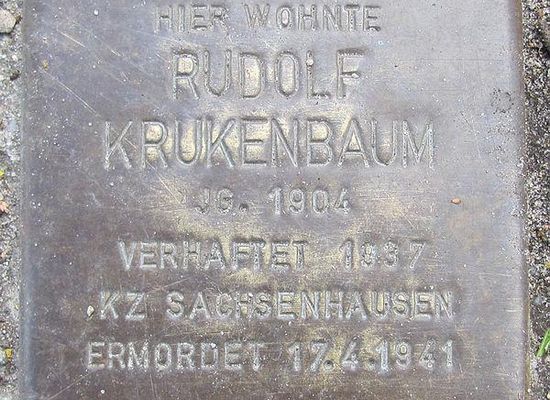 HIER WOHNTE
RUDOLF
KRUKENBAUM
JG. 1904
VERHAFTET 1937
KZ SACHSENHAUSEN
ERMORDET 17.4.1941